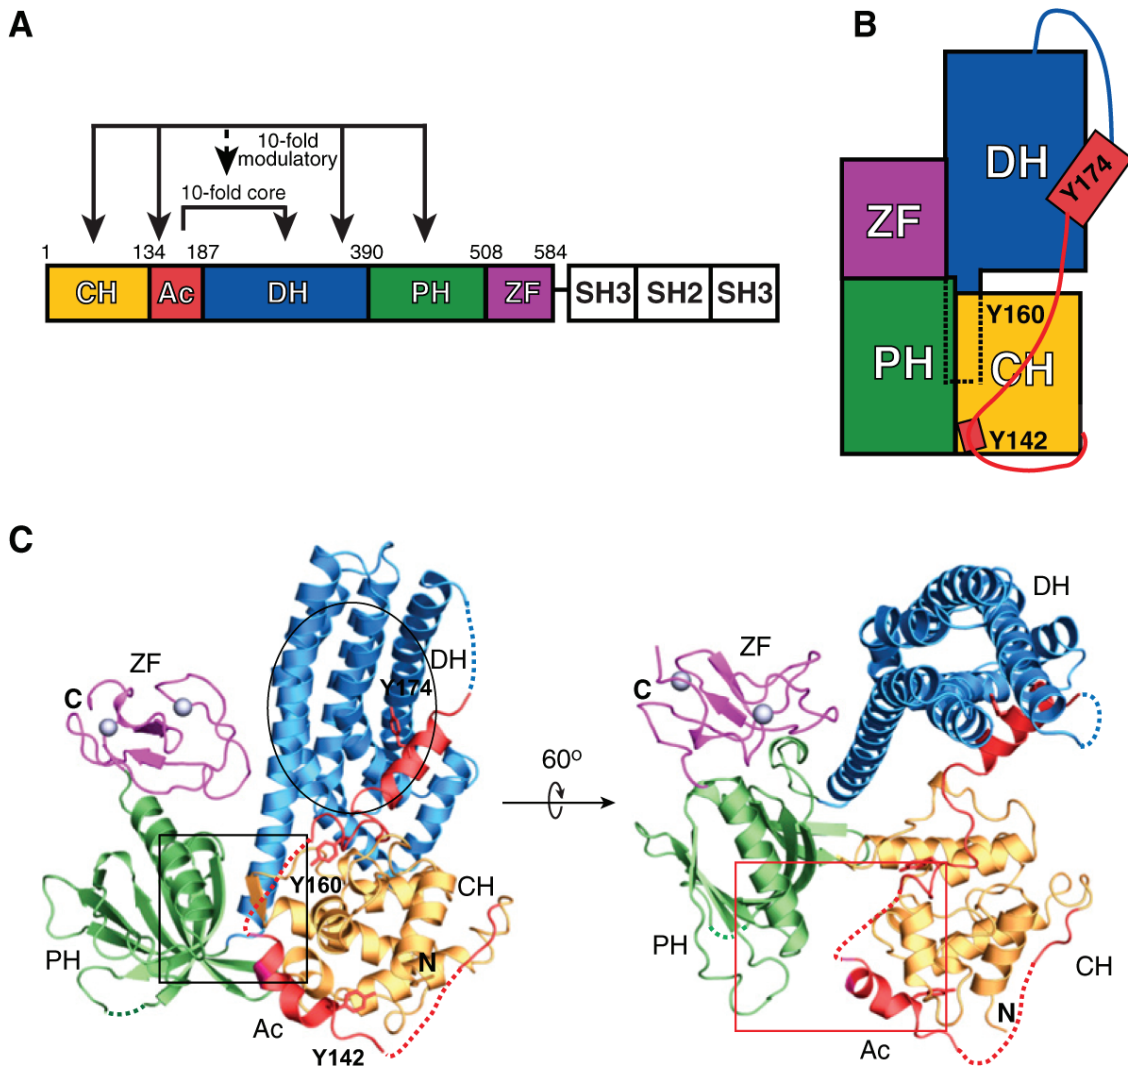 A
10-fold
modulatory
10-fold core
1 134 187 390 508 584
CH Ac DH PH ZF SH3 SH2 SH3
B
DH
Y174
ZF
Y160
PH
CH
Y142
C
ZF
C
DH
Y174
Y160
CH
PH
N
Ac
Y142
60º
DH
ZF
C
PH
CH
N
Ac